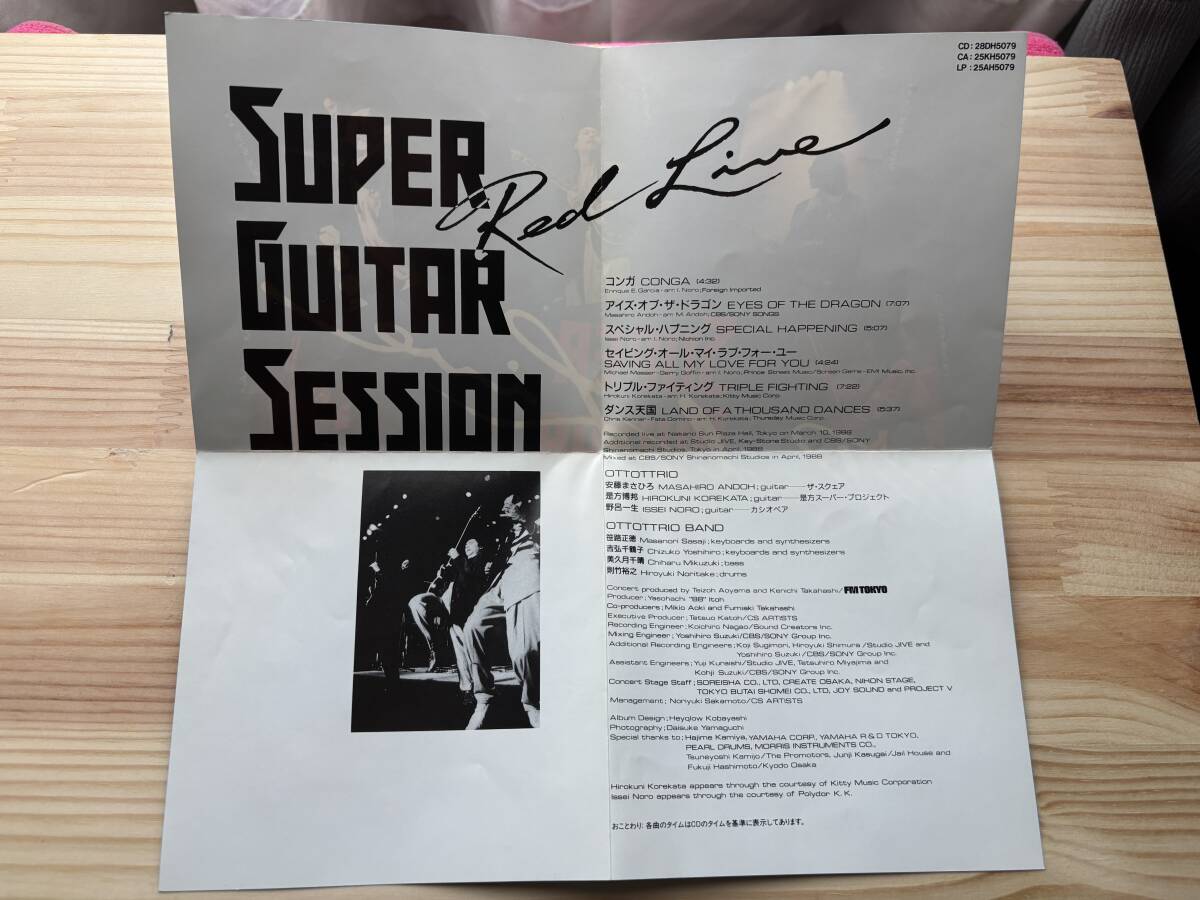 CD : 28DH5079
CA : 25KH5079
LP : 25AH5079
SUPER
GUITAR
SESSION
Red Live
コンガ CONGA (4:32)
Enrique E. Garcia-arr: I. Noro; Foreign Imported
アイズ・オブ・ザ・ドラゴン EYES OF THE DRAGON (7:07)
Masahiro Andoh-arr: M. Andoh; CBS/SONY SONGS
スペシャル・ハプニング SPECIAL HAPPENING (5:07)
Issei Noro-arr: I. Noro; Nichion Inc.
セイビング・オール・マイ・ラブ・フォー・ユー
SAVING ALL MY LOVE FOR YOU (4:24)
Michael Masser-Gerry Goffin-arr: I. Noro; Prince Street Music/Screen Gems-EMI Music, Inc.
トリプル・ファイティング TRIPLE FIGHTING (7:22)
Hirokuni Korekata-arr: H. Korekata; Kitty Music Corp.
ダンス天国 LAND OF A THOUSAND DANCES (5:37)
Chris Kenner-Fats Domino-arr: H. Korekata; Thursday Music Corp.
Recorded live at Nakano Sun Plaza Hall, Tokyo on March 10, 1988
Additional recorded at Studio JIVE, Key-Stone Studio and CBS/SONY
Shinanomachi Studios, Tokyo in April, 1988
Mixed at CBS/SONY Shinanomachi Studios in April, 1988
OTTOTTRIO
安藤まさひろ MASAHIRO ANDOH; guitar——ザ・スクェア
是方博邦 HIROKUNI KOREKATA; guitar——是方スーパー・プロジェクト
野呂一生 ISSEI NORO; guitar——カシオペア
OTTOTTRIO BAND
笹路正徳 Masanori Sasaji; keyboards and synthesizers
吉弘千鶴子 Chizuko Yoshihiro; keyboards and synthesizers
美久月千晴 Chiharu Mikuzuki; bass
則竹裕之 Hiroyuki Noritake; drums
Concert produced by Teizoh Aoyama and Kenichi Takahashi/FM TOKYO
Producer; Yasohachi "88" Itoh
Co-producers; Mikio Aoki and Fumiaki Takahashi
Executive Producer; Tetsuo Katoh/CS ARTISTS
Recording Engineer; Koichiro Nagao/Sound Creators Inc.
Mixing Engineer; Yoshihiro Suzuki/CBS/SONY Group Inc.
Additional Recording Engineers; Koji Sugimori, Hiroyuki Shimura/Studio JIVE and
Yoshihiro Suzuki/CBS/SONY Group Inc.
Assistant Engineers; Yuji Kuraishi/Studio JIVE, Tetsuhiro Miyajima and
Kohji Suzuki/CBS/SONY Group Inc.
Concert Stage Staff; SOREISHA CO., LTD, CREATE OSAKA, NIHON STAGE,
TOKYO BUTAI SHOMEI CO., LTD, JOY SOUND and PROJECT V
Management; Noriyuki Sakamoto/CS ARTISTS
Album Design; Heyqlow Kobayashi
Photography; Daisuke Yamaguchi
Special thanks to; Hajime Kamiya, YAMAHA CORP., YAMAHA R & D TOKYO,
PEARL DRUMS, MORRIS INSTRUMENTS CO.,
Tsuneyoshi Kamijo/The Promotors, Junji Kasugai/Jail House and
Fukuji Hashimoto/Kyodo Osaka
Hirokuni Korekata appears through the courtesy of Kitty Music Corporation
Issei Noro appears through the courtesy of Polydor K. K.
おことわり: 各曲のタイムはCDのタイムを基準に表示してあります。